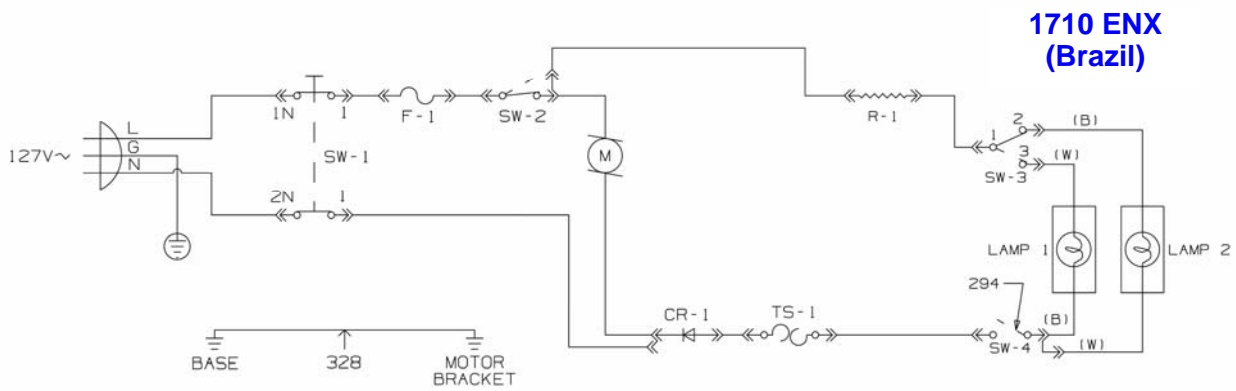 1710 ENX
(Brazil)
127V~
L
G
N
1N
1
F-1
SW-2
SW-1
2N
1
M
R-1
1
2
3
(B)
(W)
SW-3
LAMP 1
LAMP 2
294
(B)
(W)
SW-4
CR-1
TS-1
BASE
328
MOTOR
BRACKET